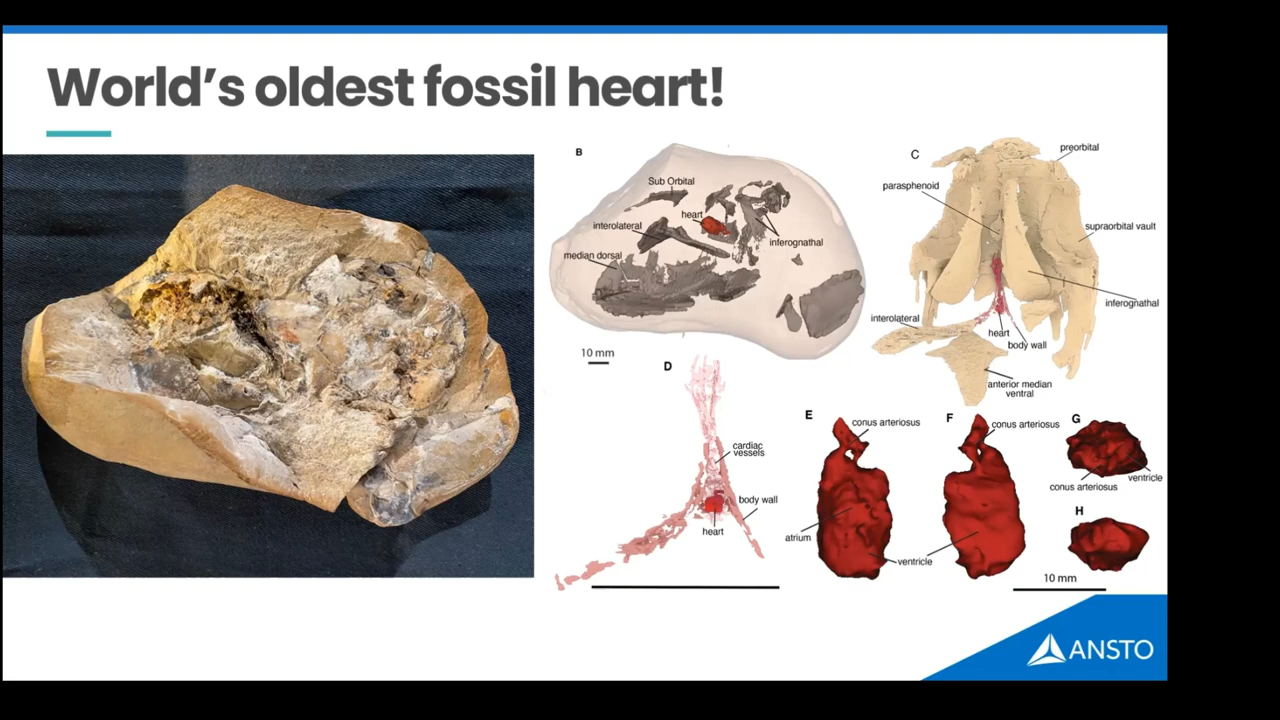 World's oldest fossil heart!
B
Sub Orbital
heart
interolateral
inferognathal
median dorsal
10 mm
C
preorbital
parasphenoid
supraorbital vault
inferognathal
interolateral
heart
body wall
anterior median
ventral
D
cardiac
vessels
body wall
heart
E
conus arteriosus
atrium
ventricle
F
conus arteriosus
G
ventricle
conus arteriosus
H
10 mm
ANSTO